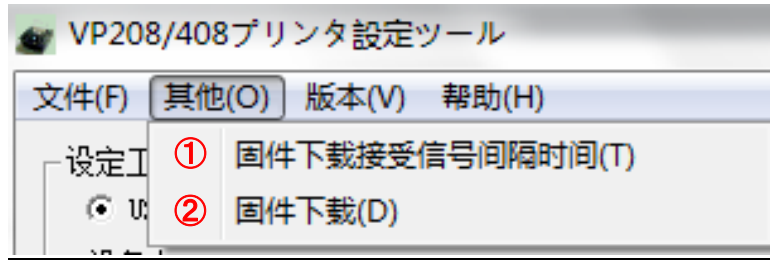 VP208/408プリンタ設定ツール
文件(F) 其他(O) 版本(V) 帮助(H)
设定工
① 固件下载接受信号间隔时间(T)
② 固件下载(D)